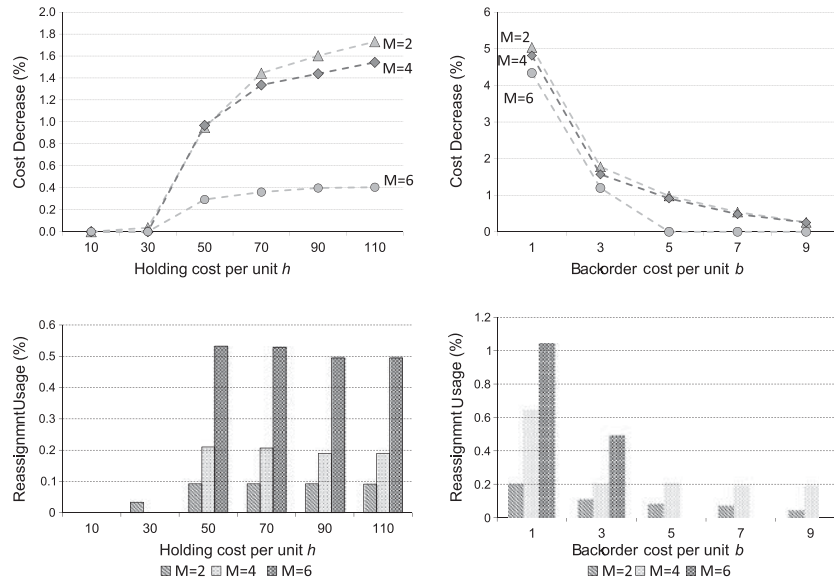 Cost Decrease (%)
2.0
1.8
1.6
1.4
1.2
1.0
0.8
0.6
0.4
0.2
0.0
M=2
M=4
M=6
10 30 50 70 90 110
Holding cost per unit h
Cost Decrease (%)
6
5
4
3
2
1
0
M=2
M=4
M=6
1 3 5 7 9
Backorder cost per unit b
ReassignmntUsage (%)
0.6
0.5
0.4
0.3
0.2
0.1
0
10 30 50 70 90 110
Holding cost per unit h
M=2 M=4 M=6
Reassignmnt Usage (%)
1.2
1
0.8
0.6
0.4
0.2
0
1 3 5 7 9
Backorder cost per unit b
M=2 M=4 M=6